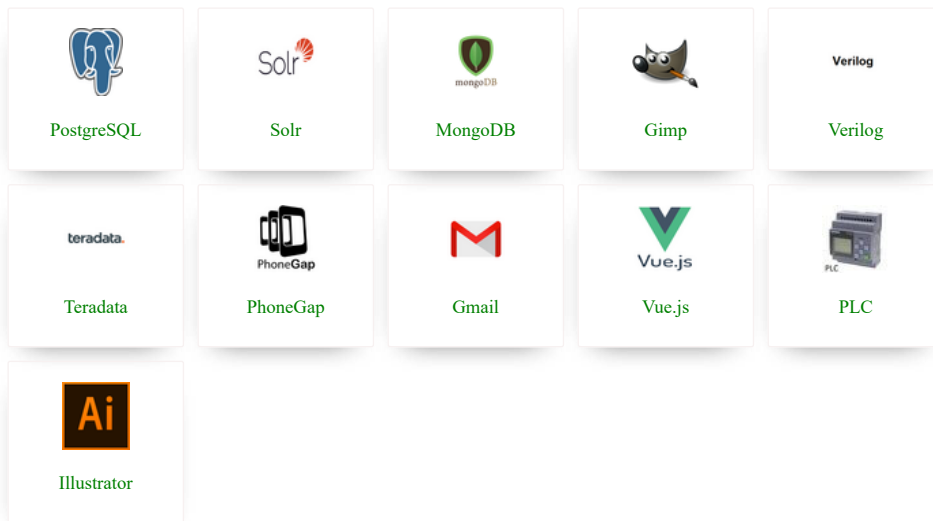 Solr
mongoDB
Verilog
PostgreSQL
Solr
MongoDB
Gimp
Verilog
teradata.
PhoneGap
Vue.js
PLC
Teradata
PhoneGap
Gmail
Vue.js
PLC
Ai
Illustrator